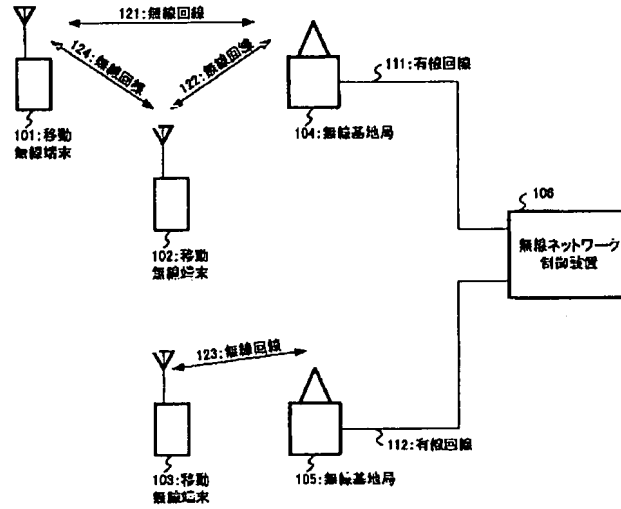 121:無線回線
124:無線回線
122:無線回線
111:有線回線
101:移動
無線端末
104:無線基地局
106
無線ネットワーク
制御装置
102:移動
無線端末
123:無線回線
112:有線回線
103:移動
無線端末
105:無線基地局